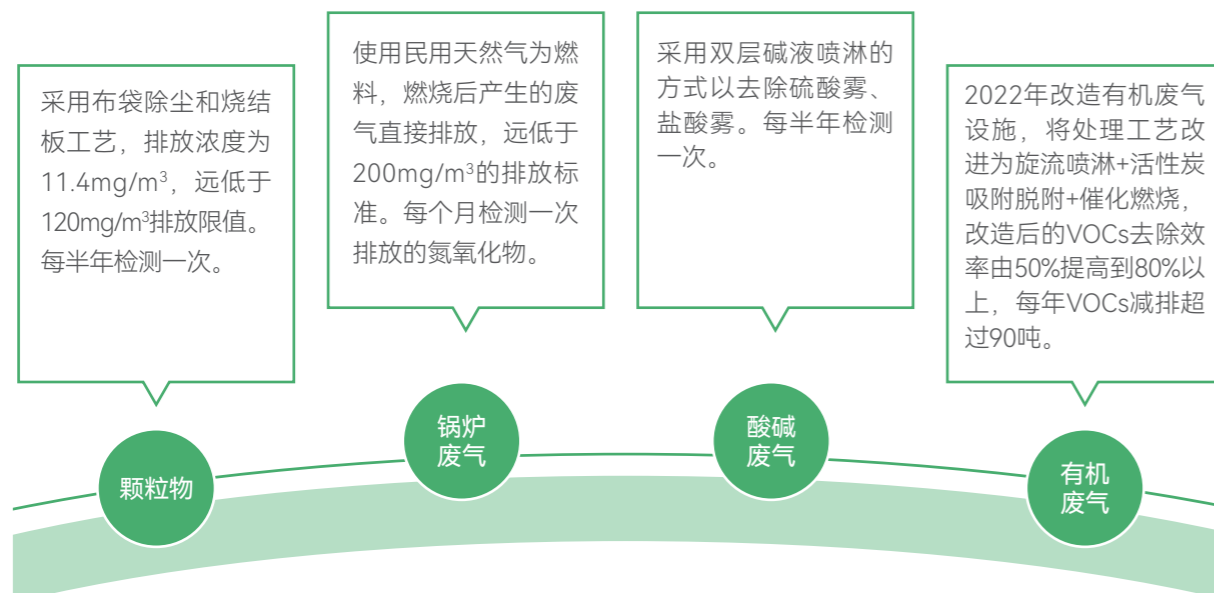 采用布袋除尘和烧结
板工艺，排放浓度为
11.4mg/m³，远低于
120mg/m³排放限值。
每半年检测一次。
颗粒物
使用民用天然气为燃
料，燃烧后产生的废
气直接排放，远低于
200mg/m³的排放标
准。每个月检测一次
排放的氮氧化物。
锅炉
废气
采用双层碱液喷淋的
方式以去除硫酸雾、
盐酸雾。每半年检测
一次。
酸碱
废气
2022年改造有机废气
设施，将处理工艺改
进为旋流喷淋+活性炭
吸附脱附+催化燃烧，
改造后的VOCs去除效
率由50%提高到80%以
上，每年VOCs减排超
过90吨。
有机
废气